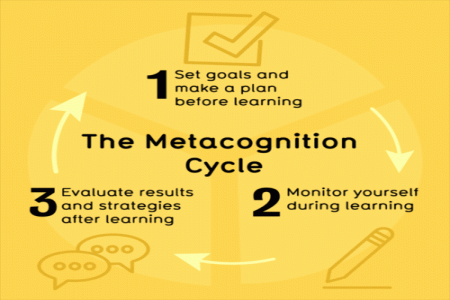 1 Set goals and
make a plan
before learning
The Metacognition
Cycle
3 Evaluate results
and strategies
after learning
2 Monitor yourself
during learning